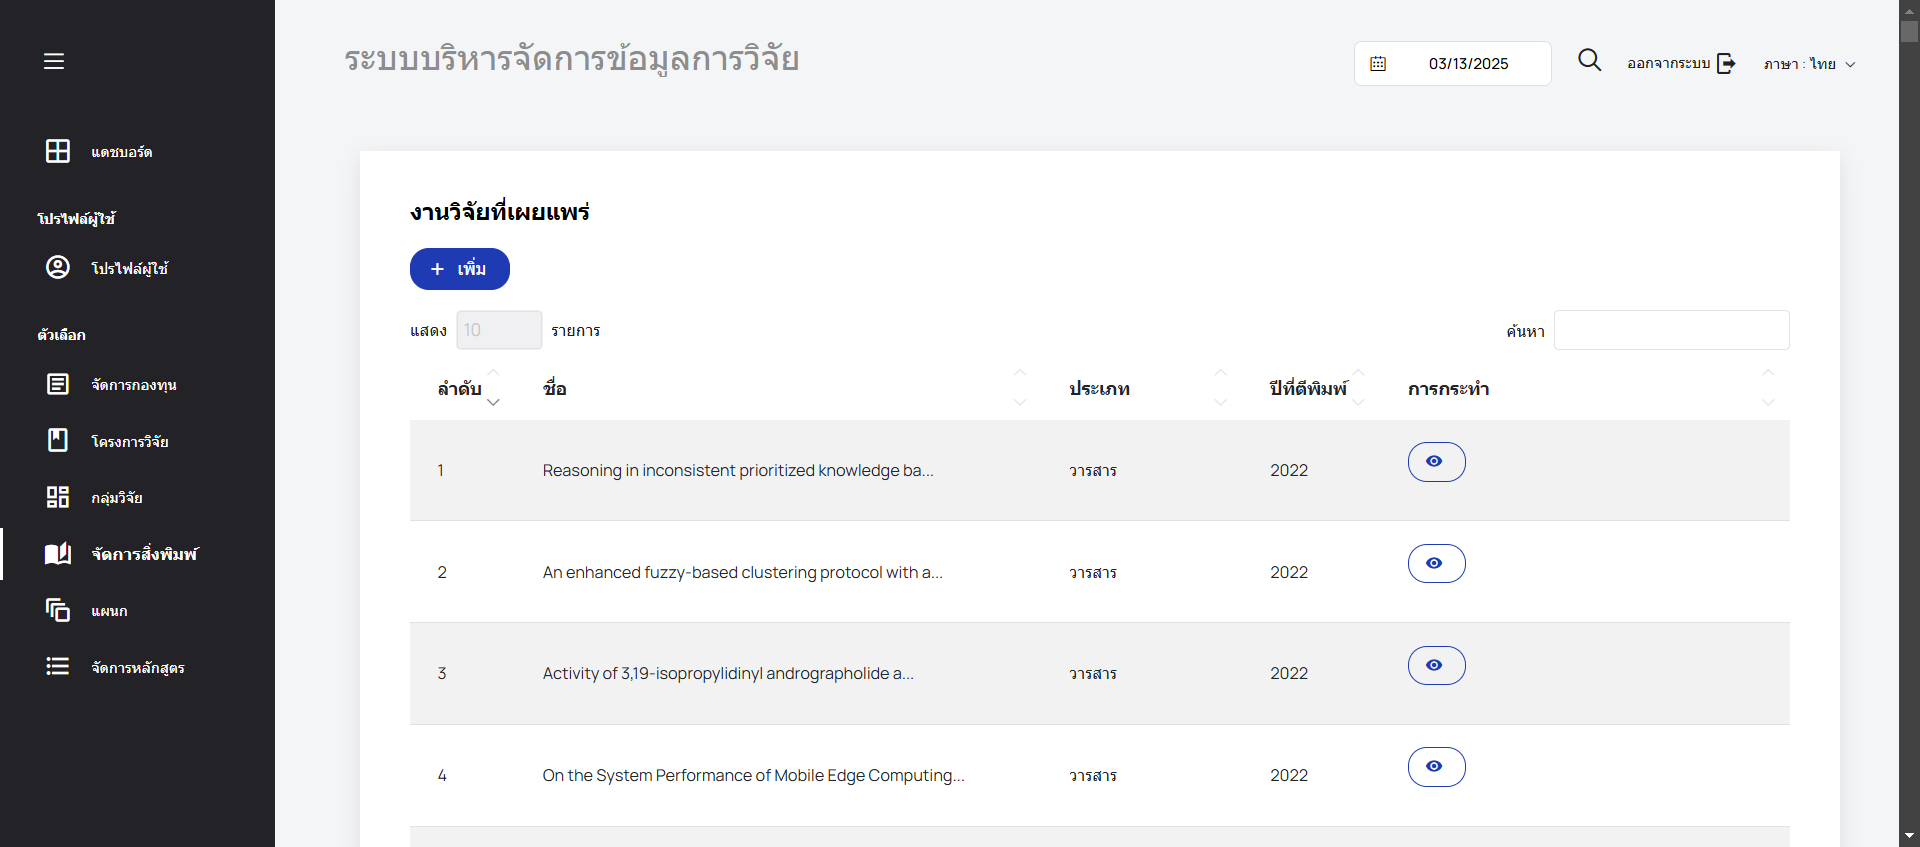 ระบบบริหารจัดการข้อมูลการวิจัย
03/13/2025
ออกจากระบบ
ภาษา : ไทย
แดชบอร์ด
โปรไฟล์ผู้ใช้
โปรไฟล์ผู้ใช้
ตัวเลือก
จัดการกองทุน
โครงการวิจัย
กลุ่มวิจัย
จัดการสิ่งพิมพ์
แผนก
จัดการหลักสูตร
งานวิจัยที่เผยแพร่
+ เพิ่ม
แสดง 10 รายการ
ค้นหา
ลำดับ ชื่อ ประเภท ปีที่ตีพิมพ์ การกระทำ
1 Reasoning in inconsistent prioritized knowledge ba... วารสาร 2022
2 An enhanced fuzzy-based clustering protocol with a... วารสาร 2022
3 Activity of 3,19-isopropylidinyl andrographolide a... วารสาร 2022
4 On the System Performance of Mobile Edge Computing... วารสาร 2022